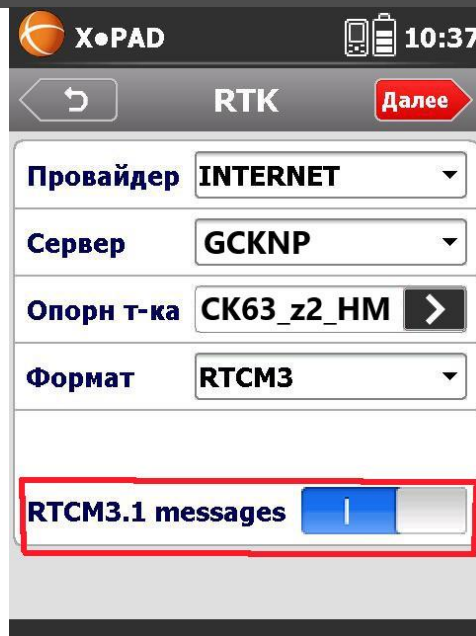 X●PAD 10:37
RTK Далее
Провайдер INTERNET
Сервер GCKNP
Опорн т-ка CK63_z2_HM
Формат RTCM3
RTCM3.1 messages